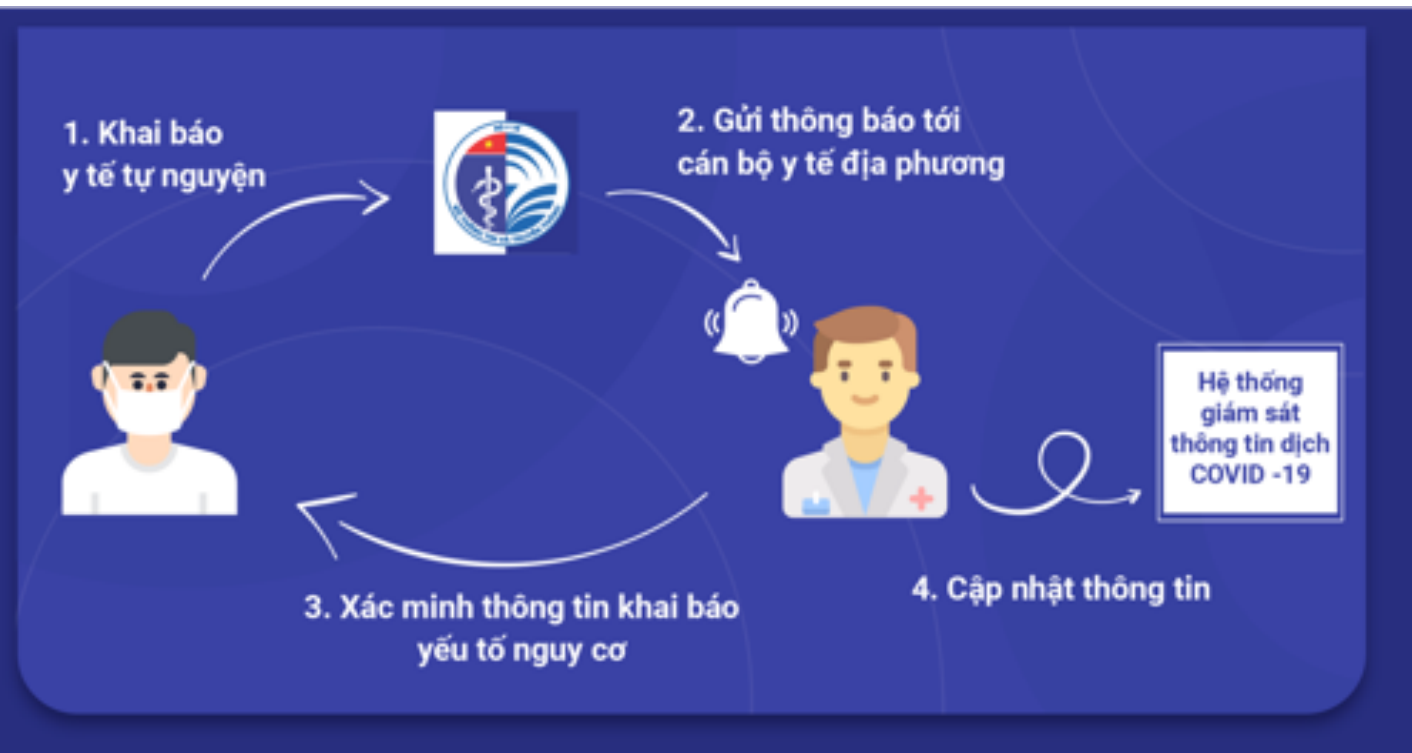 1. Khai báo
y tế tự nguyện
2. Gửi thông báo tới
cán bộ y tế địa phương
Hệ thống
giám sát
thông tin dịch
COVID -19
3. Xác minh thông tin khai báo
yếu tố nguy cơ
4. Cập nhật thông tin